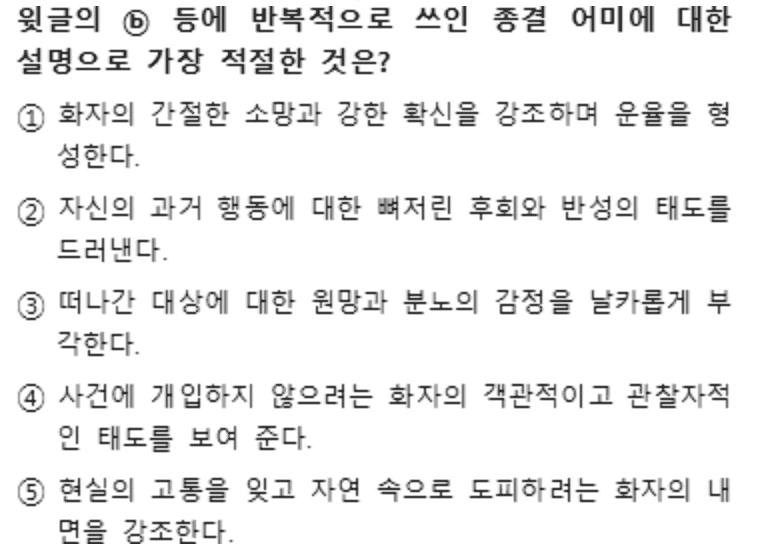 윗글의 ⓑ 등에 반복적으로 쓰인 종결 어미에 대한
설명으로 가장 적절한 것은?
① 화자의 간절한 소망과 강한 확신을 강조하며 운율을 형
성한다.
② 자신의 과거 행동에 대한 뼈저린 후회와 반성의 태도를
드러낸다.
③ 떠나간 대상에 대한 원망과 분노의 감정을 날카롭게 부
각한다.
④ 사건에 개입하지 않으려는 화자의 객관적이고 관찰자적
인 태도를 보여 준다.
⑤ 현실의 고통을 잊고 자연 속으로 도피하려는 화자의 내
면을 강조한다.